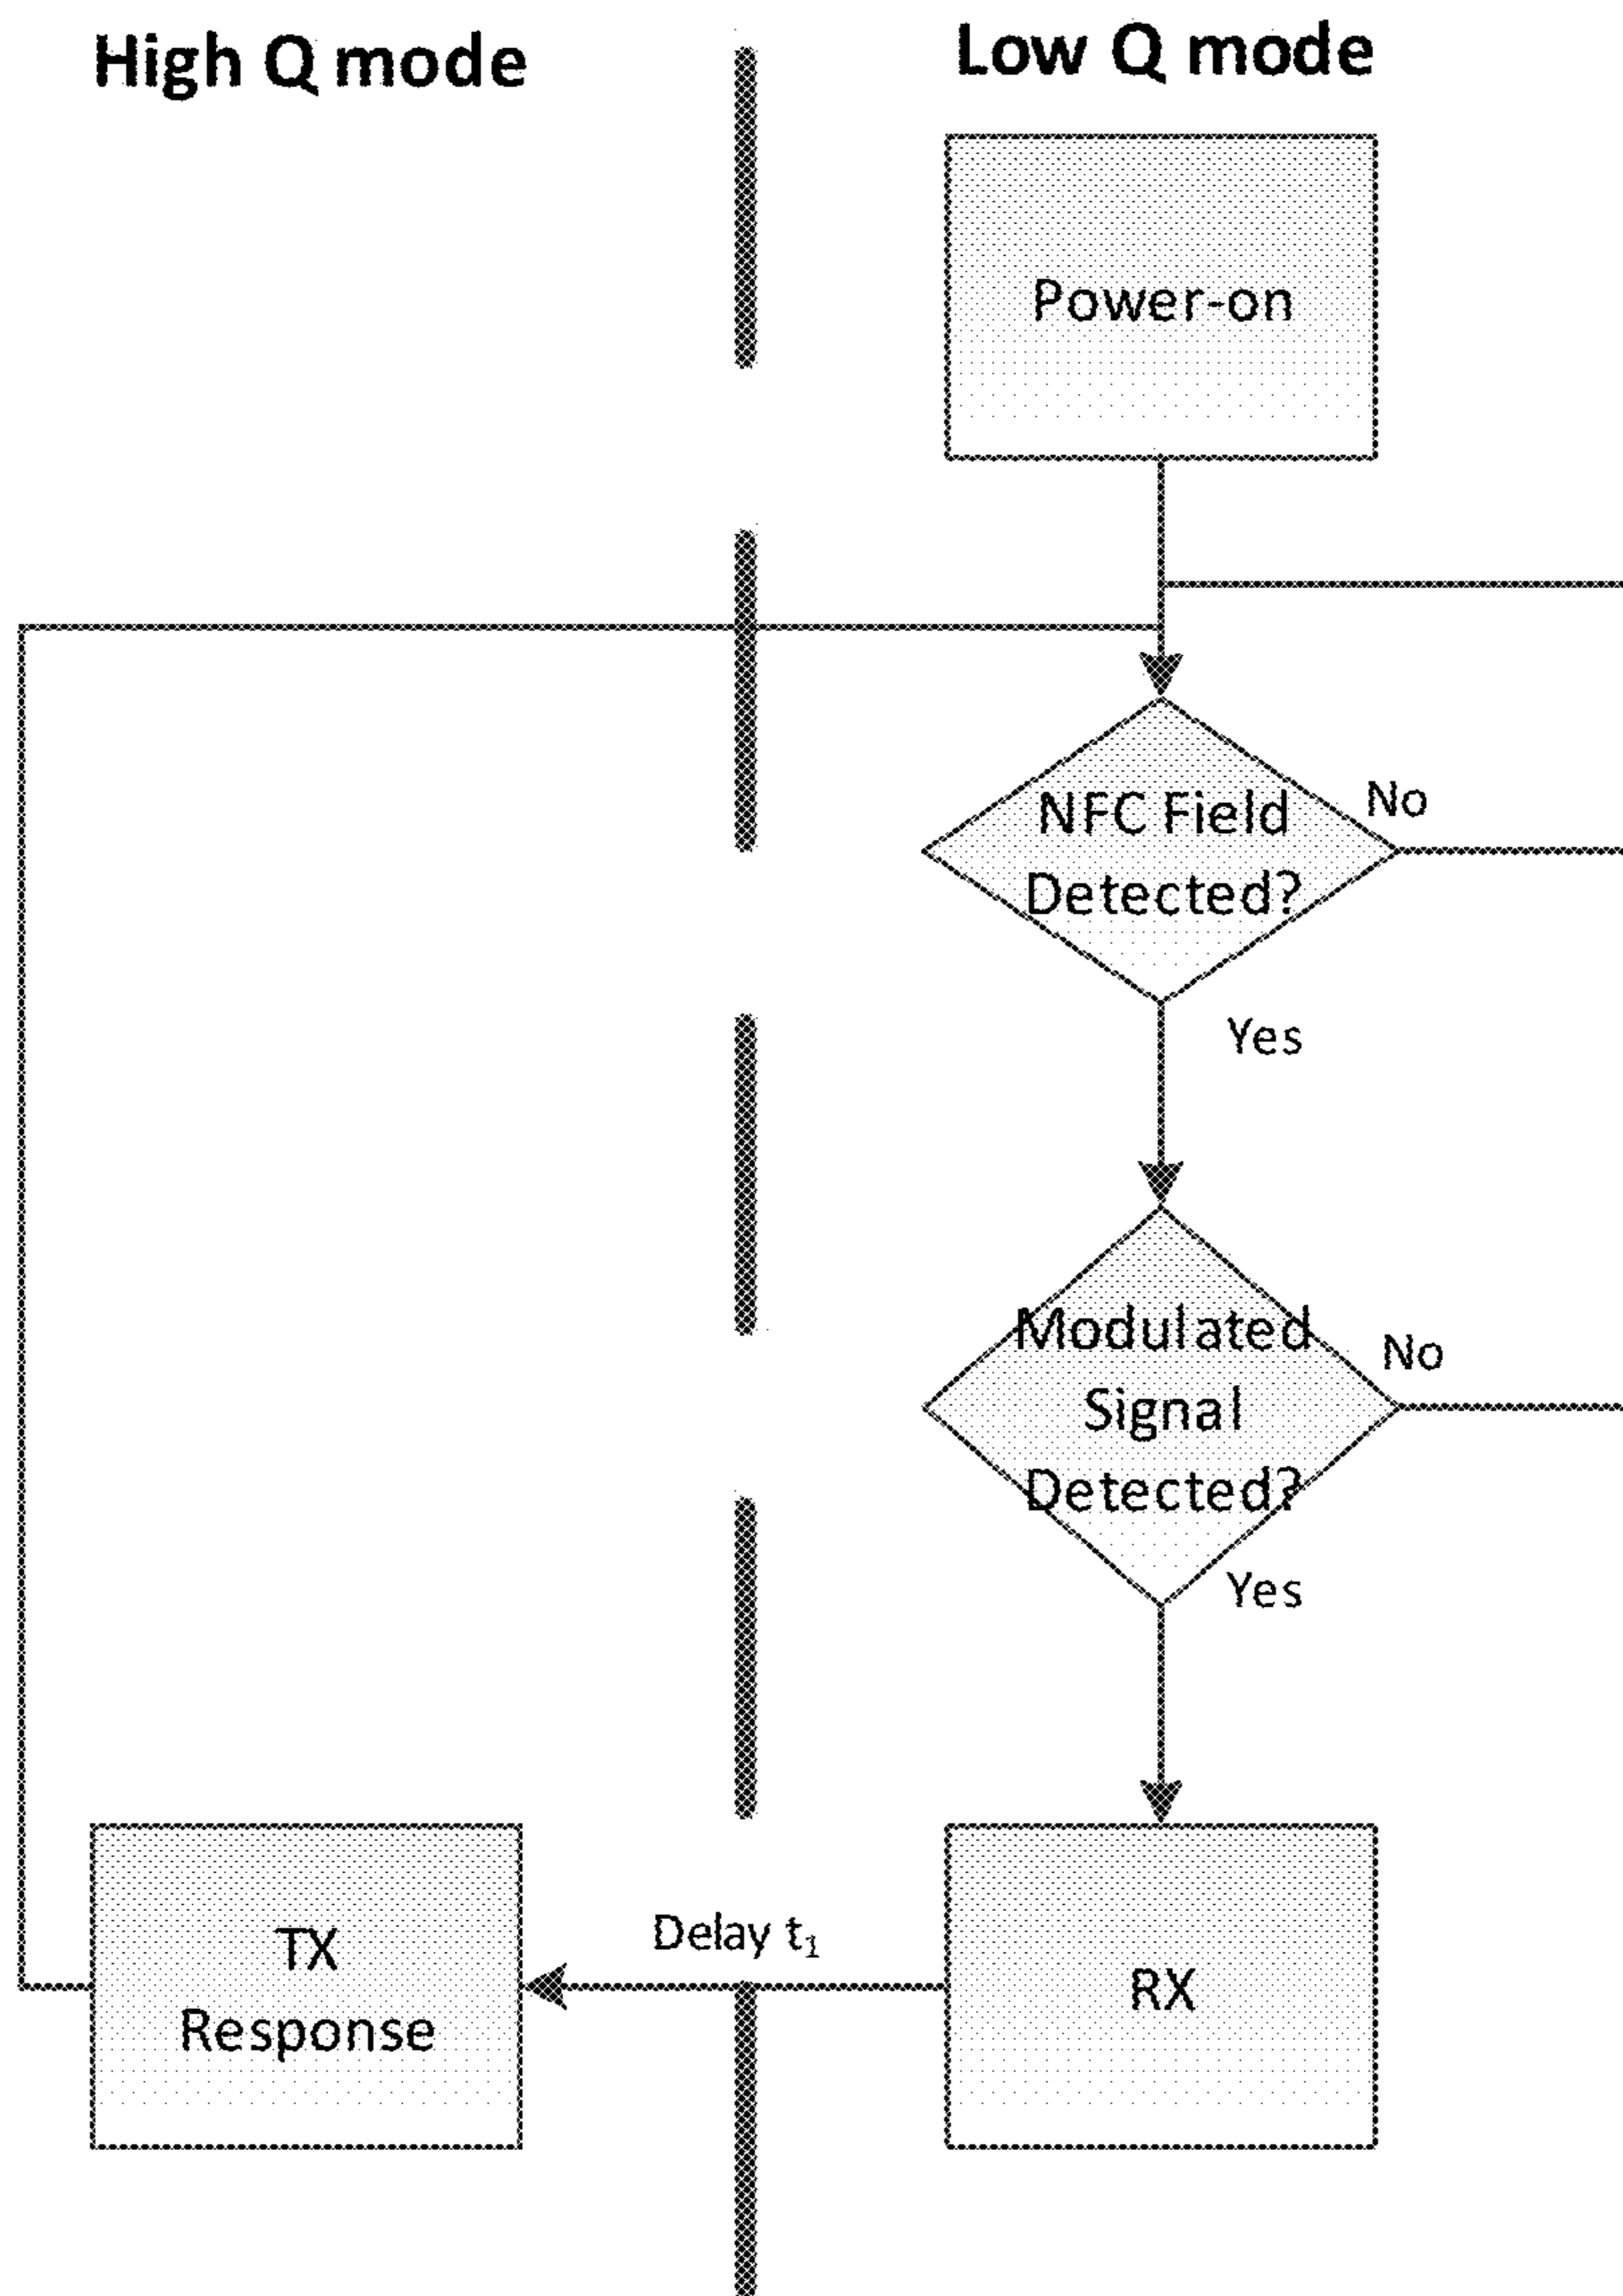 High Q mode
Low Q mode
Power-on
NFC Field
Detected?
No
Yes
Modulated
Signal
Detected?
No
Yes
Delay t₁
TX
Response
RX